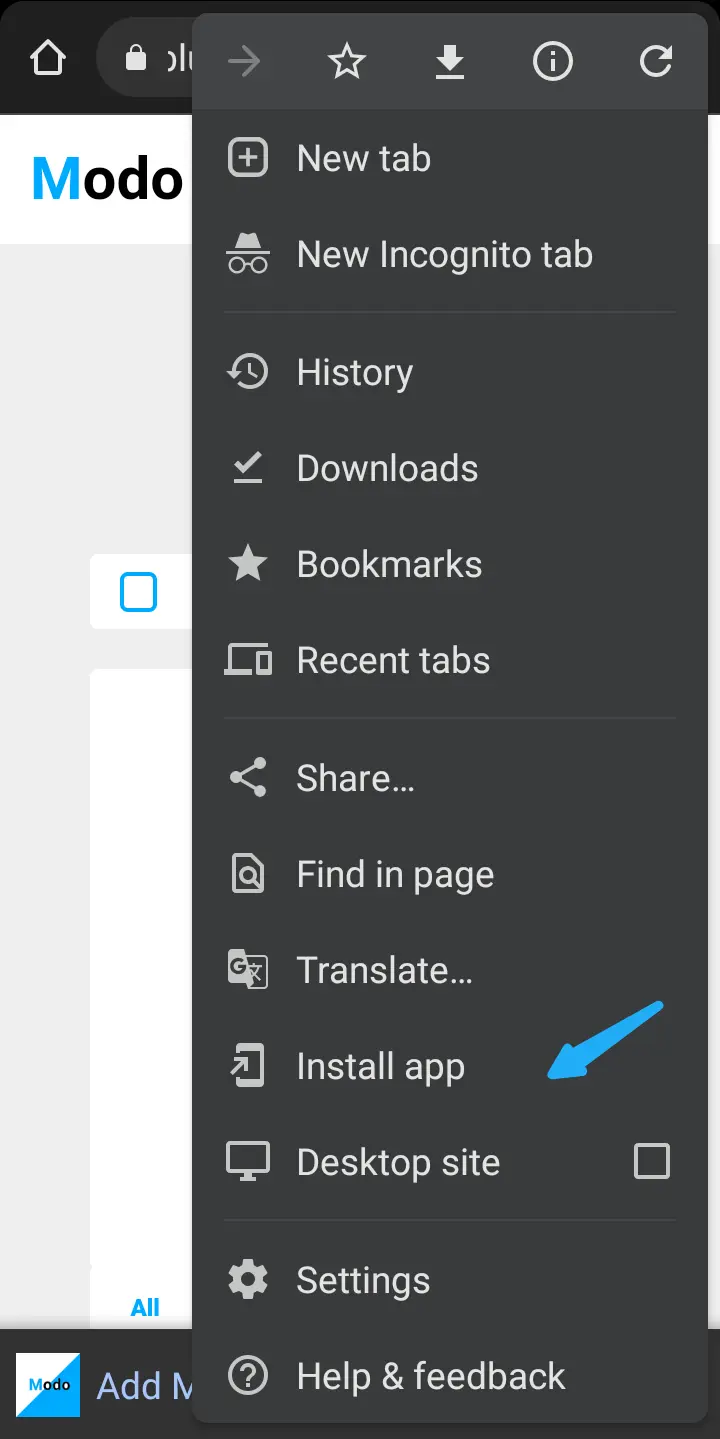 Modo
New tab
New Incognito tab
History
Downloads
Bookmarks
Recent tabs
Share...
Find in page
Translate...
Install app
Desktop site
Settings
All
Modo
Add M
Help & feedback